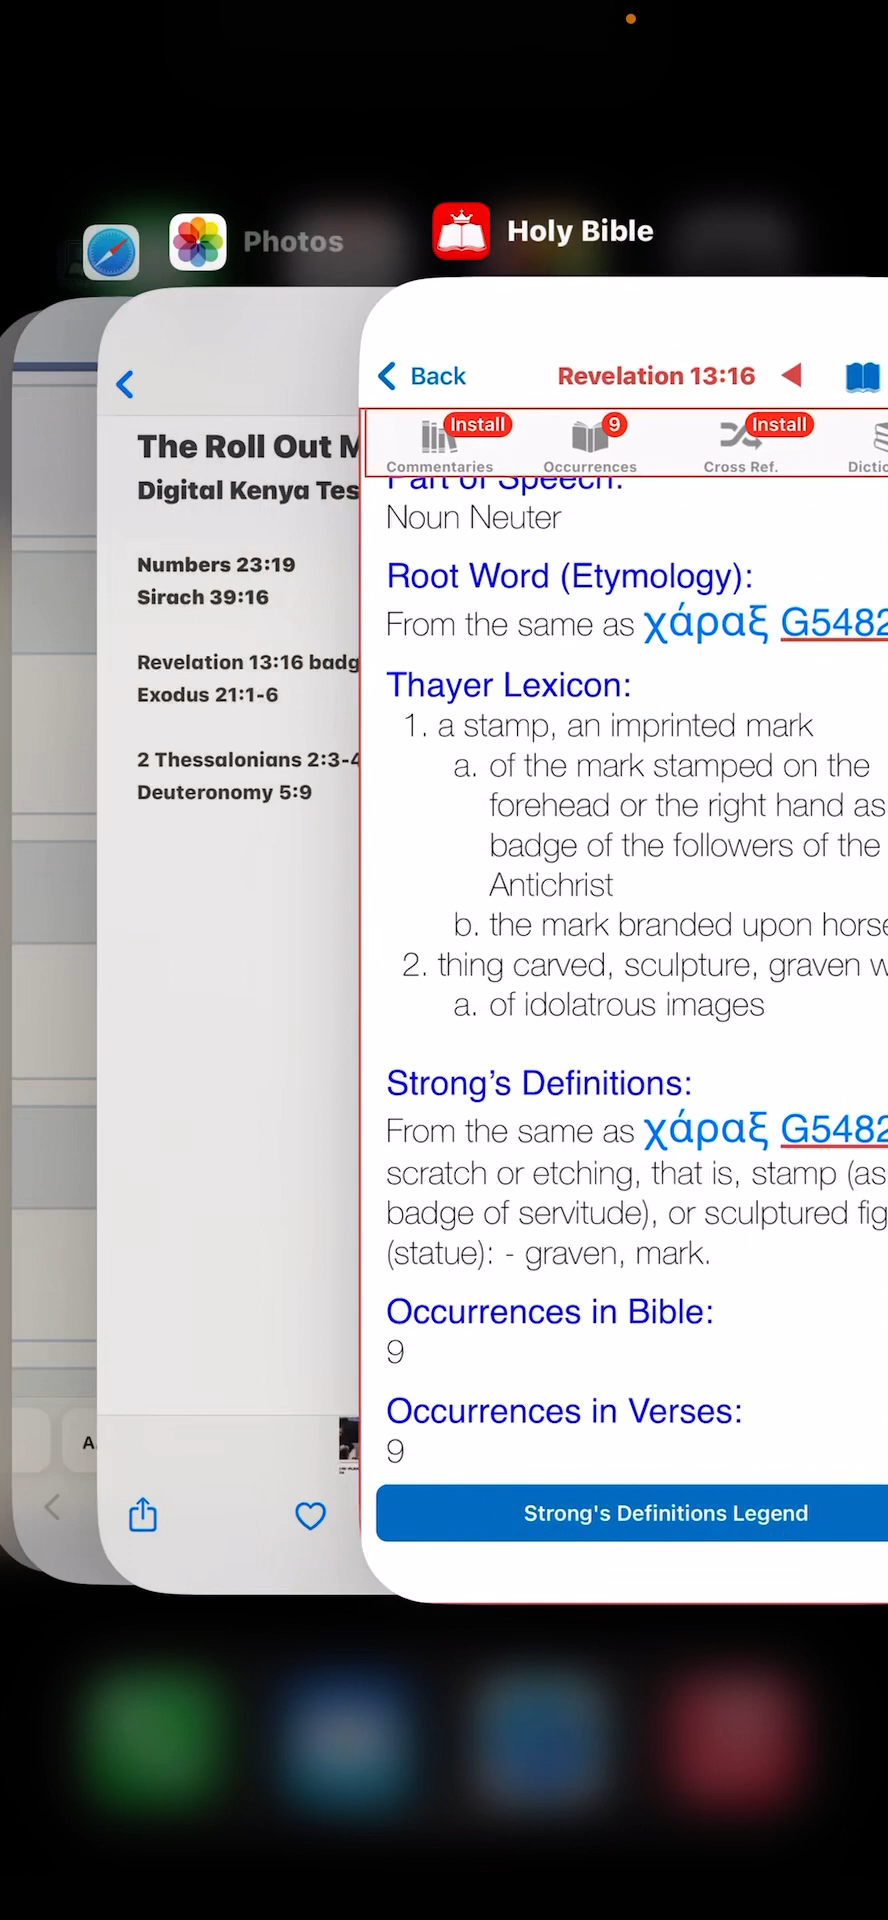 Photos
Holy Bible
Back
Revelation 13:16
Install
9
Install
Commentaries
Occurrences
Cross Ref.
The Roll Out
Digital Kenya
Numbers 23:19
Sirach 39:16
Revelation 13:16
Exodus 21:1-6
2 Thessalonians 2:3-4
Deuteronomy 5:9
A
Part of Speech:
Noun Neuter
Root Word (Etymology):
From the same as χάραξ G5482
Thayer Lexicon:
1. a stamp, an imprinted mark
a. of the mark stamped on the
forehead or the right hand as
badge of the followers of the
Antichrist
b. the mark branded upon
2. thing carved, sculpture, graven
a. of idolatrous images
Strong's Definitions:
From the same as χάραξ G5482
scratch or etching, that is, stamp (as
badge of servitude), or sculptured
(statue): - graven, mark.
Occurrences in Bible:
9
Occurrences in Verses:
9
Strong's Definitions Legend